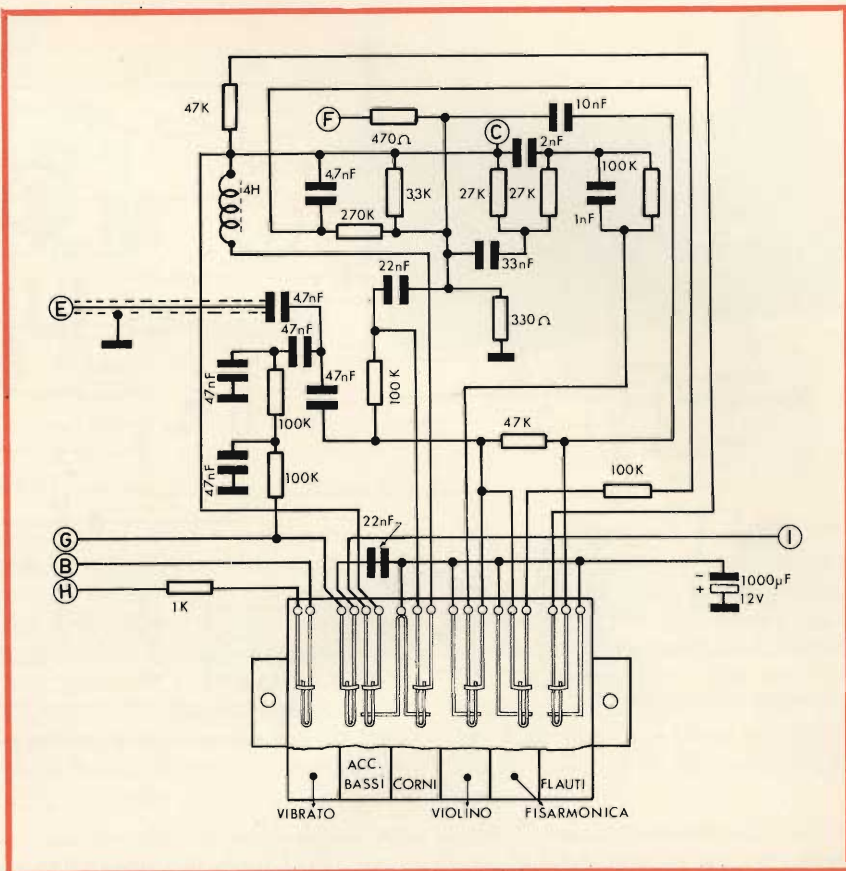 47K
F
470Ω
10nF
C
2nF
4H
4,7nF
3,3K
27K
27K
100K
1nF
270K
33nF
22nF
E
4,7nF
47nF
330Ω
47nF
47nF
100K
100K
47K
47nF
100K
100K
22nF
G
I
B
H
1K
1000µF
12V
-
+
ACC.
BASSI
CORNI
FLAUTI
VIBRATO
VIOLINO
FISARMONICA